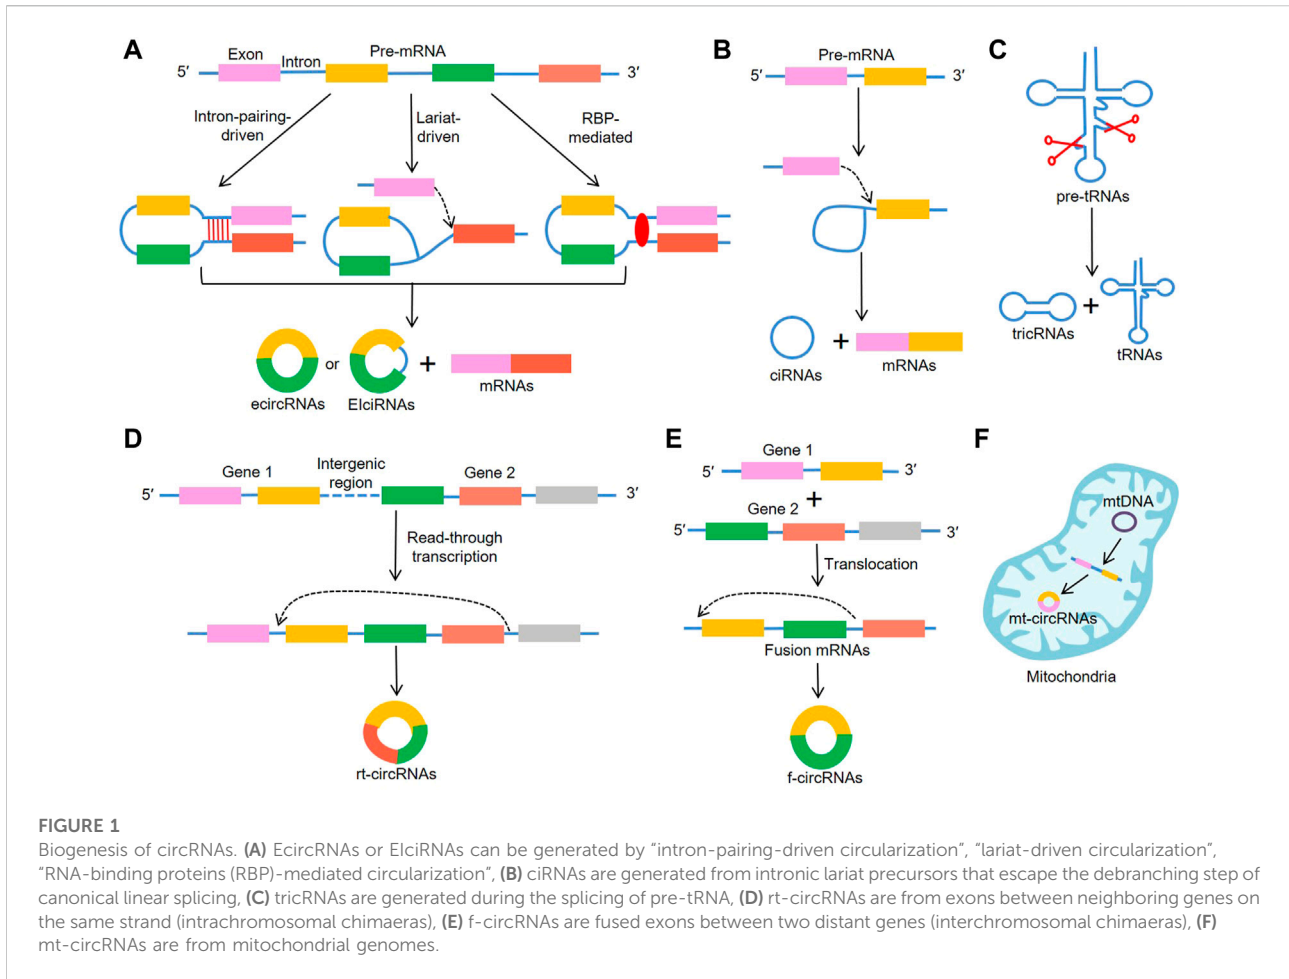 A
Exon
Intron
Pre-mRNA
5′
3′
Intron-pairing-
driven
Lariat-
driven
RBP-
mediated
ecircRNAs
or
EIciRNAs
+
mRNAs
B
Pre-mRNA
5′
3′
ciRNAs
+
mRNAs
C
pre-tRNAs
tricRNAs
+
tRNAs
D
Gene 1
Intergenic
region
Gene 2
5′
3′
Read-through
transcription
rt-circRNAs
E
Gene 1
5′
3′
+
Gene 2
5′
3′
Translocation
Fusion mRNAs
f-circRNAs
F
mtDNA
mt-circRNAs
Mitochondria
FIGURE 1
Biogenesis of circRNAs. (A) EcircRNAs or EIciRNAs can be generated by “intron-pairing-driven circularization”, “lariat-driven circularization”,
“RNA-binding proteins (RBP)-mediated circularization”, (B) ciRNAs are generated from intronic lariat precursors that escape the debranching step of
canonical linear splicing, (C) tricRNAs are generated during the splicing of pre-tRNA, (D) rt-circRNAs are from exons between neighboring genes on
the same strand (intrachromosomal chimaeras), (E) f-circRNAs are fused exons between two distant genes (interchromosomal chimaeras), (F)
mt-circRNAs are from mitochondrial genomes.